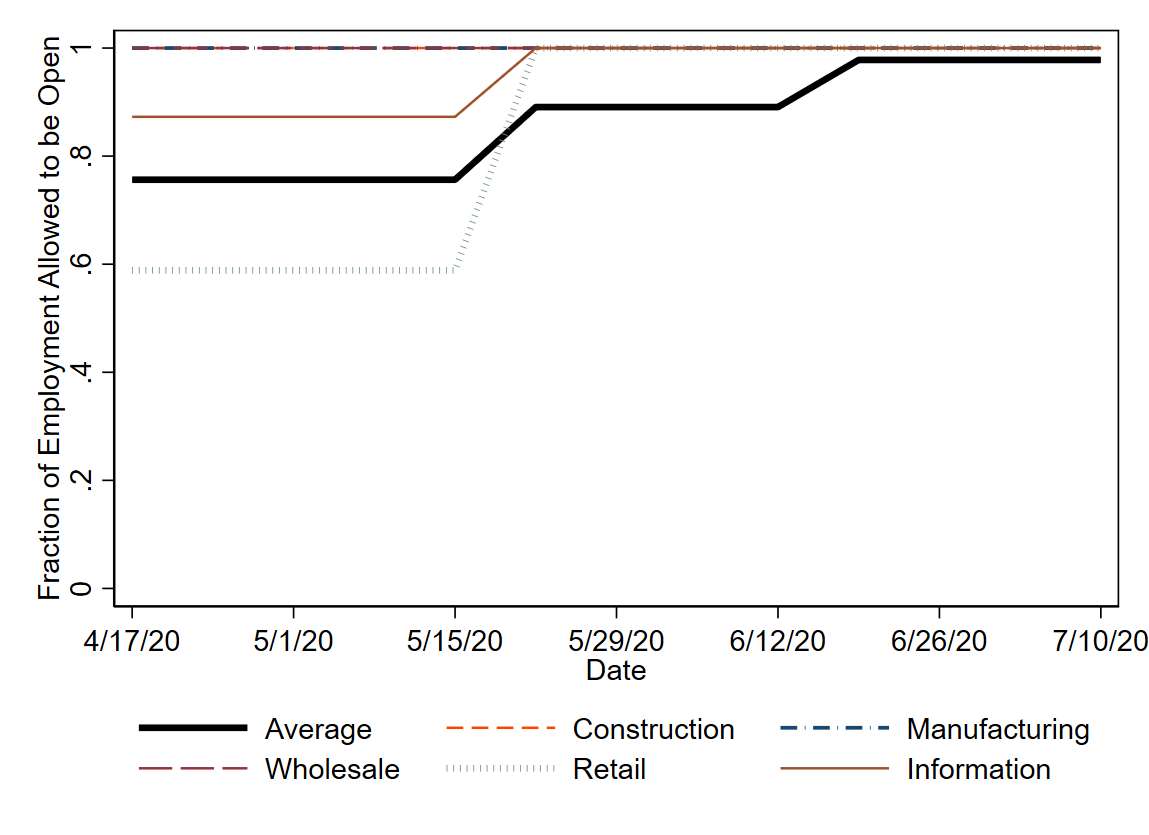 Fraction of Employment Allowed to be Open
1
.8
.6
.4
.2
0
4/17/20 5/1/20 5/15/20 5/29/20 6/12/20 6/26/20 7/10/20
Date
Average Construction Manufacturing
Wholesale Retail Information